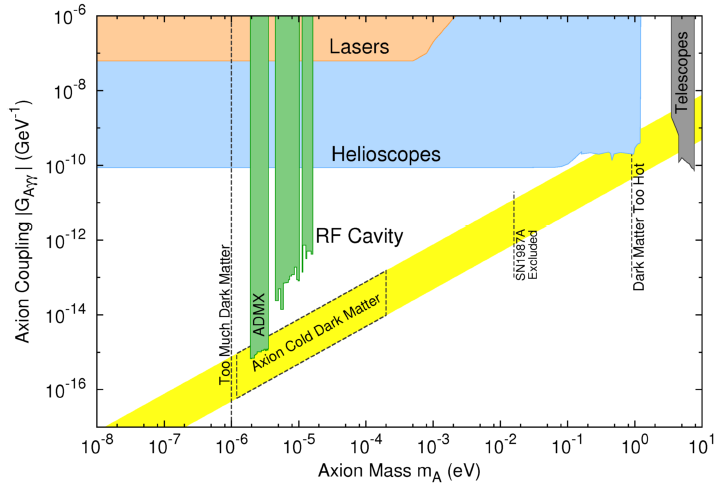 10^-6
10^-8
10^-10
10^-12
10^-14
10^-16
Axion Coupling |G_Aγγ| (GeV^-1)
Lasers
Helioscopes
Telescopes
RF Cavity
ADMX
Too Much Dark Matter
Axion Cold Dark Matter
SN1987A
Excluded
Dark Matter Too Hot
10^-8 10^-7 10^-6 10^-5 10^-4 10^-3 10^-2 10^-1 10^0 10^1
Axion Mass m_A (eV)